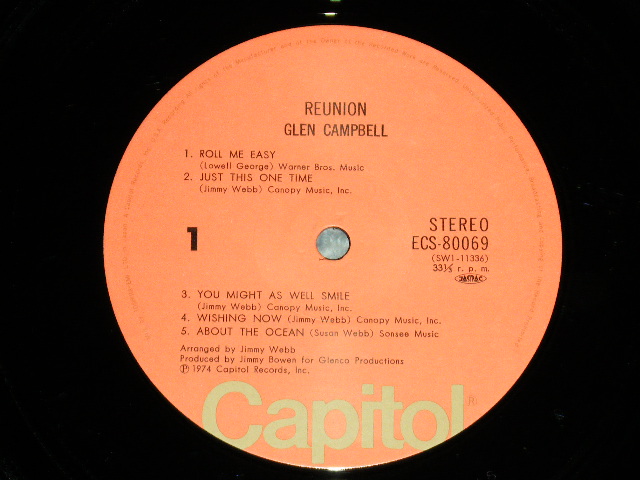 REUNION
GLEN CAMPBELL
1. ROLL ME EASY
(Lowell George) Warner Bros. Music
2. JUST THIS ONE TIME
(Jimmy Webb) Canopy Music, Inc.
1
STEREO
ECS-80069
(SW1-11336)
33⅓ r. p. m.
3. YOU MIGHT AS WELL SMILE
(Jimmy Webb) Canopy Music, Inc.
4. WISHING NOW (Jimmy Webb) Canopy Music, Inc.
5. ABOUT THE OCEAN (Susan Webb) Sonsee Music
Arranged by Jimmy Webb
Produced by Jimmy Bowen for Glenco Productions
Ⓟ 1974 Capitol Records, Inc.
Capitol